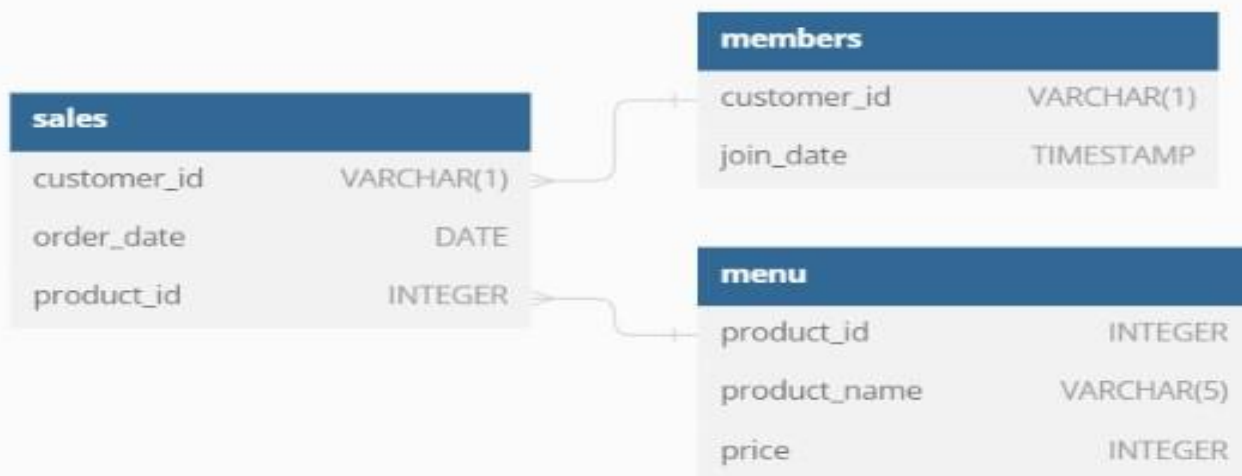 sales
customer_id VARCHAR(1)
order_date DATE
product_id INTEGER
members
customer_id VARCHAR(1)
join_date TIMESTAMP
menu
product_id INTEGER
product_name VARCHAR(5)
price INTEGER